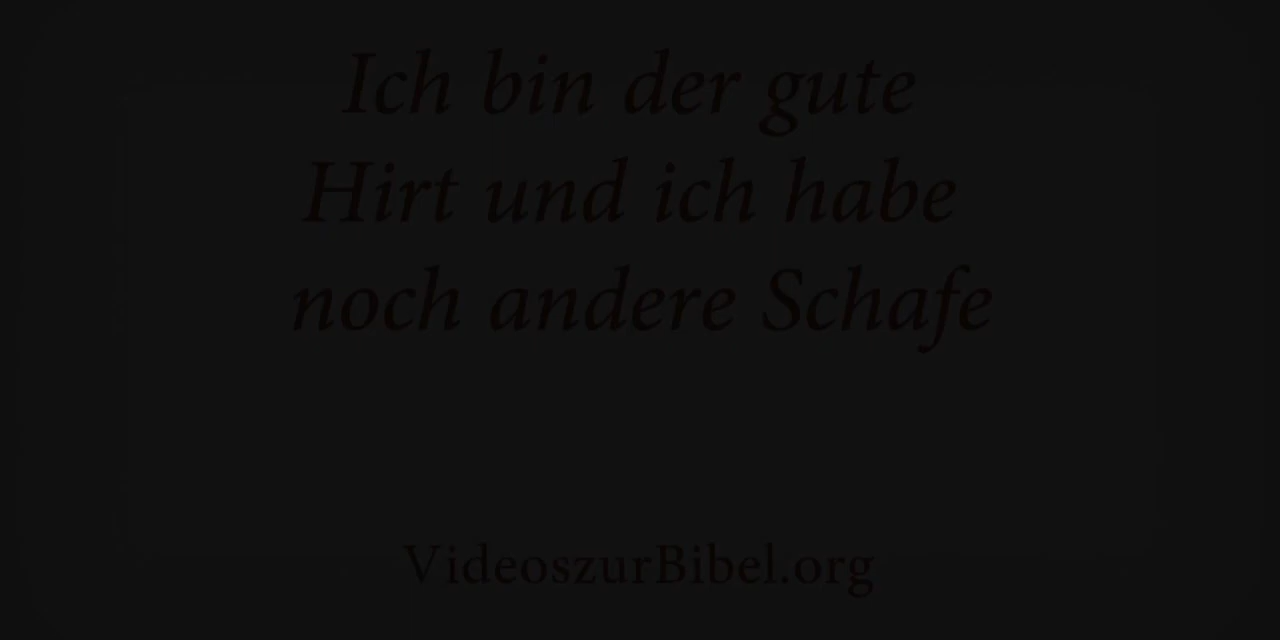 Ich bin der gute
Hirt und ich habe
noch andere Schafe
VideoszurBibel.org